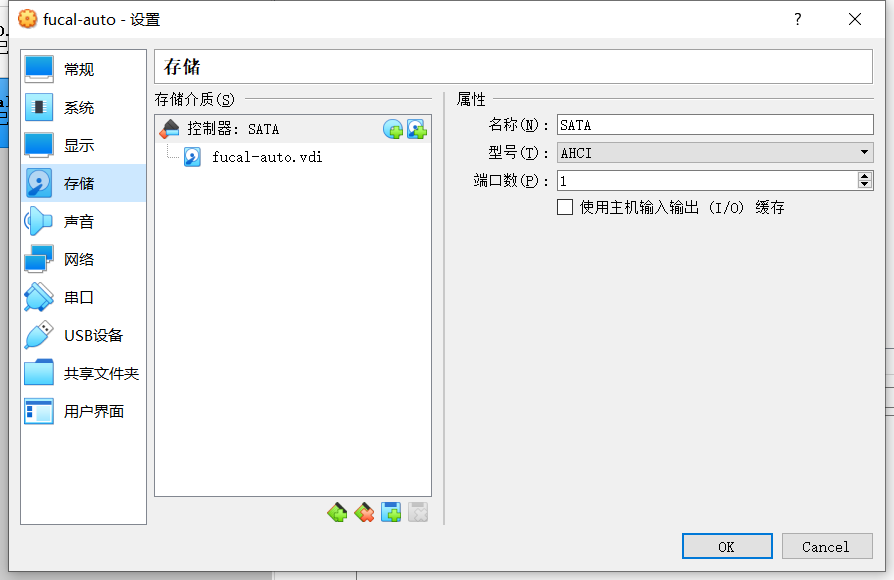 fucal-auto - 设置
?
常规
系统
显示
存储
声音
网络
串口
USB设备
共享文件夹
用户界面
存储
存储介质(S)
控制器: SATA
fucal-auto.vdi
属性
名称(N): SATA
型号(T): AHCI
端口数(P): 1
使用主机输入输出 (I/O) 缓存
OK
Cancel